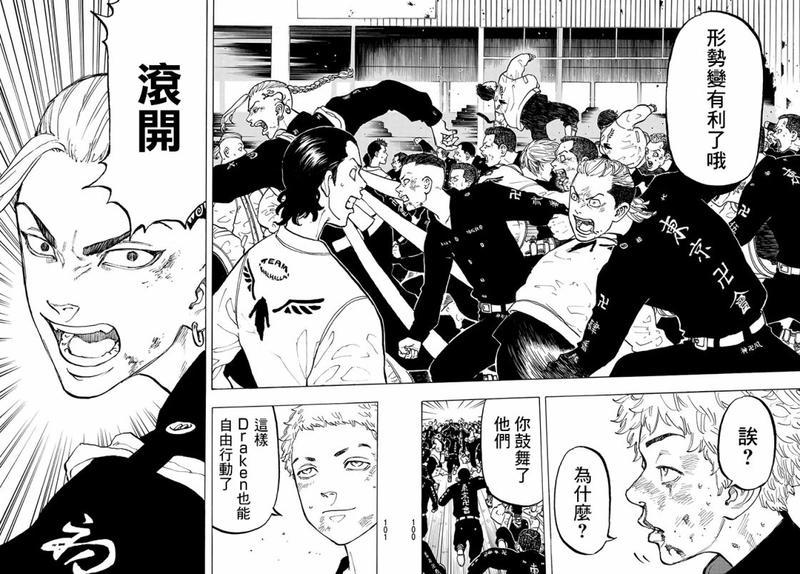 形勢變有利了哦
東京卍會
TEAM
VALHALLA
誒?
為什麼?
你鼓舞了
他們
100
101
這樣
Draken也能
自由行動了
滾開